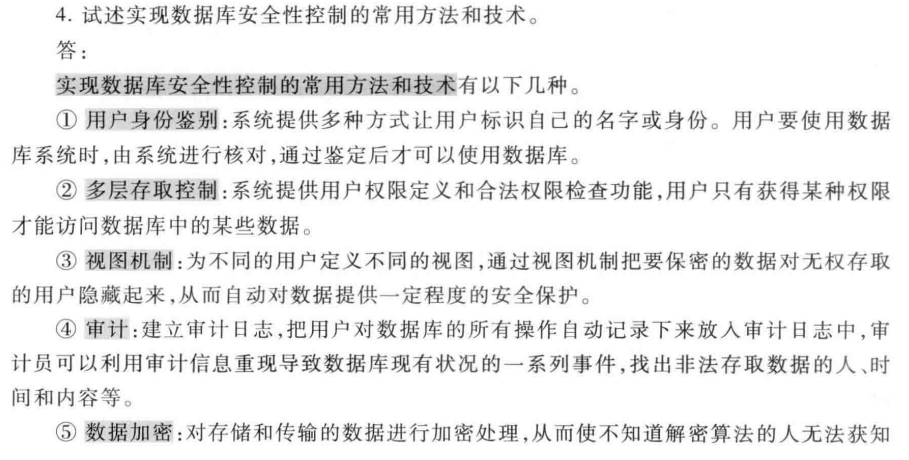 4. 试述实现数据库安全性控制的常用方法和技术。
答：
实现数据库安全性控制的常用方法和技术有以下几种。
① 用户身份鉴别：系统提供多种方式让用户标识自己的名字或身份。用户要使用数据
库系统时，由系统进行核对，通过鉴定后才可以使用数据库。
② 多层存取控制：系统提供用户权限定义和合法权限检查功能，用户只有获得某种权限
才能访问数据库中的某些数据。
③ 视图机制：为不同的用户定义不同的视图，通过视图机制把要保密的数据对无权存取
的用户隐藏起来，从而自动对数据提供一定程度的安全保护。
④ 审计：建立审计日志，把用户对数据库的所有操作自动记录下来放入审计日志中，审
计员可以利用审计信息重现导致数据库现有状况的一系列事件，找出非法存取数据的人、时
间和内容等。
⑤ 数据加密：对存储和传输的数据进行加密处理，从而使不知道解密算法的人无法获知